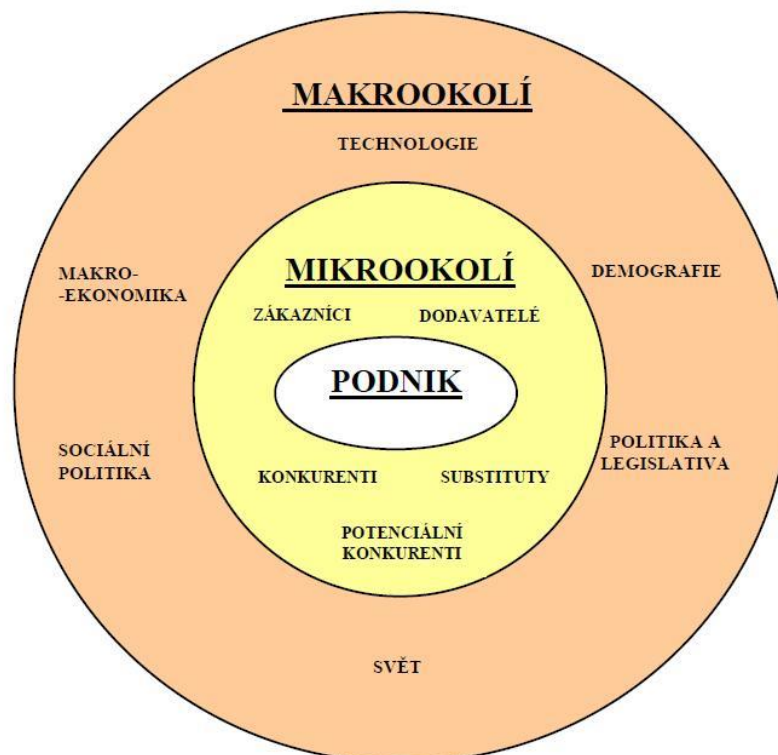 MAKROOKOLÍ
TECHNOLOGIE
MAKRO-
-EKONOMIKA
DEMOGRAFIE
MIKROOKOLÍ
ZÁKAZNÍCI
DODAVATELÉ
PODNIK
SOCIÁLNÍ
POLITIKA
POLITIKA A
LEGISLATIVA
KONKURENTI
SUBSTITUTY
POTENCIÁLNÍ
KONKURENTI
SVĚT